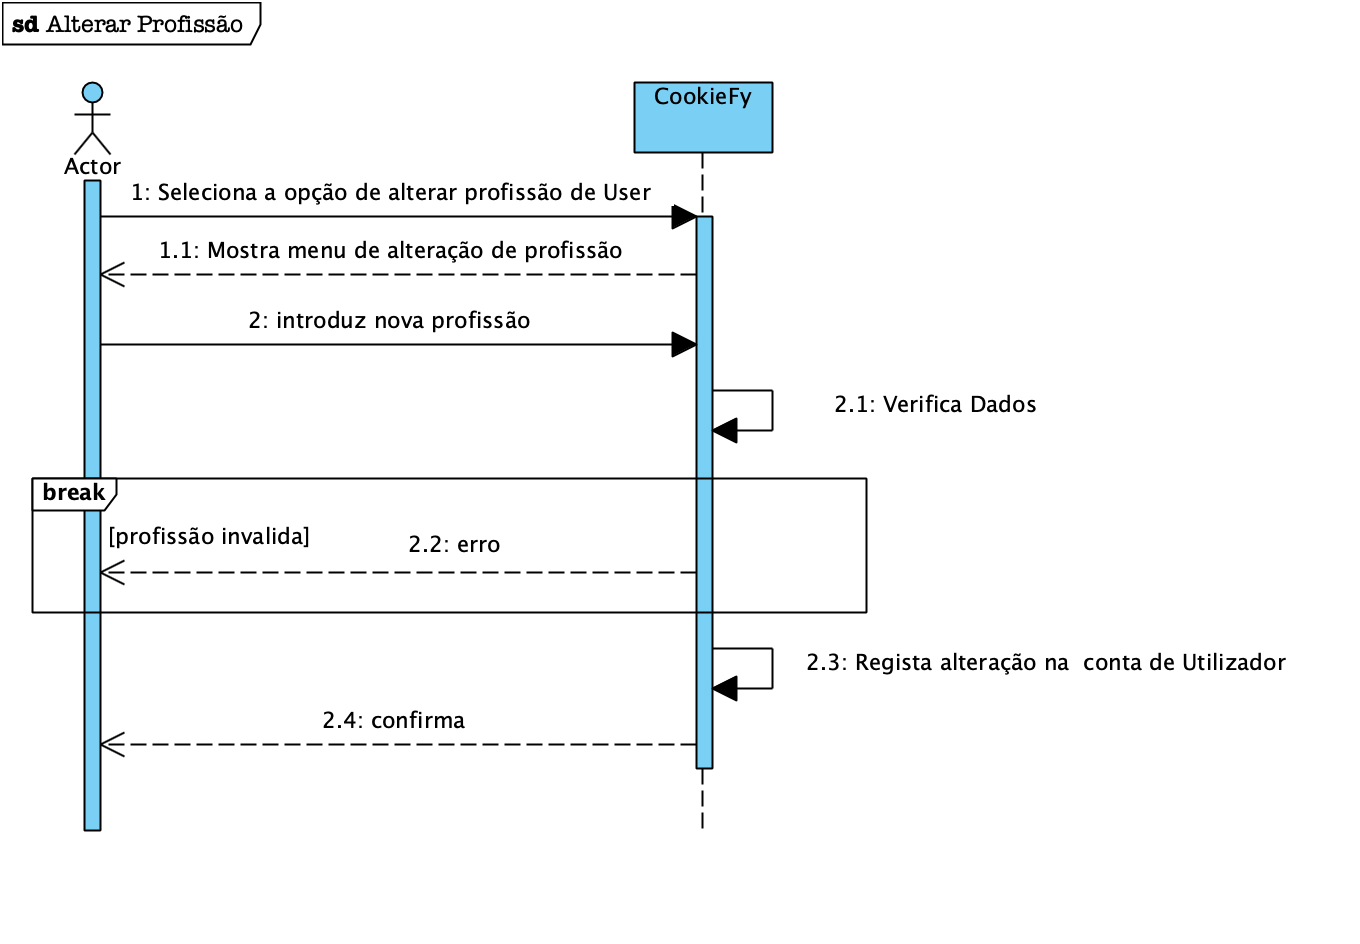 sd Alterar Profissão
CookieFy
Actor
1: Seleciona a opção de alterar profissão de User
1.1: Mostra menu de alteração de profissão
2: introduz nova profissão
2.1: Verifica Dados
break
[profissão invalida]
2.2: erro
2.3: Regista alteração na  conta de Utilizador
2.4: confirma